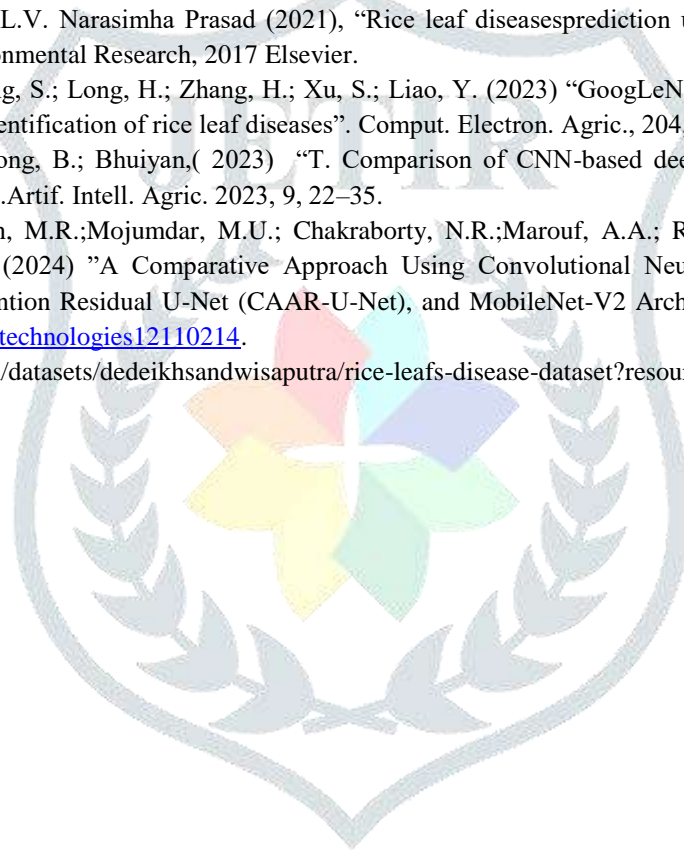 L.V. Narasimha Prasad (2021), “Rice leaf diseasesprediction u
onmental Research, 2017 Elsevier.
g, S.; Long, H.; Zhang, H.; Xu, S.; Liao, Y. (2023) “GoogLeN
entification of rice leaf diseases”. Comput. Electron. Agric., 204,
ong, B.; Bhuiyan,( 2023) “T. Comparison of CNN-based dee
.Artif. Intell. Agric. 2023, 9, 22–35.
n, M.R.;Mojumdar, M.U.; Chakraborty, N.R.;Marouf, A.A.; R
(2024) ”A Comparative Approach Using Convolutional Neu
ntion Residual U-Net (CAAR-U-Net), and MobileNet-V2 Arch
technologies12110214.
/datasets/dedeikhsandwisaputra/rice-leafs-disease-dataset?resour
JETIR